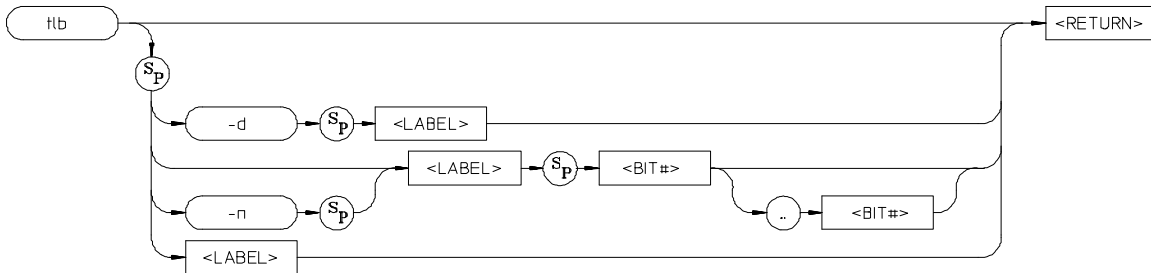 tlb <RETURN>
SP
-d SP <LABEL>
<LABEL> SP <BIT#>
-n SP .. <BIT#>
<LABEL>